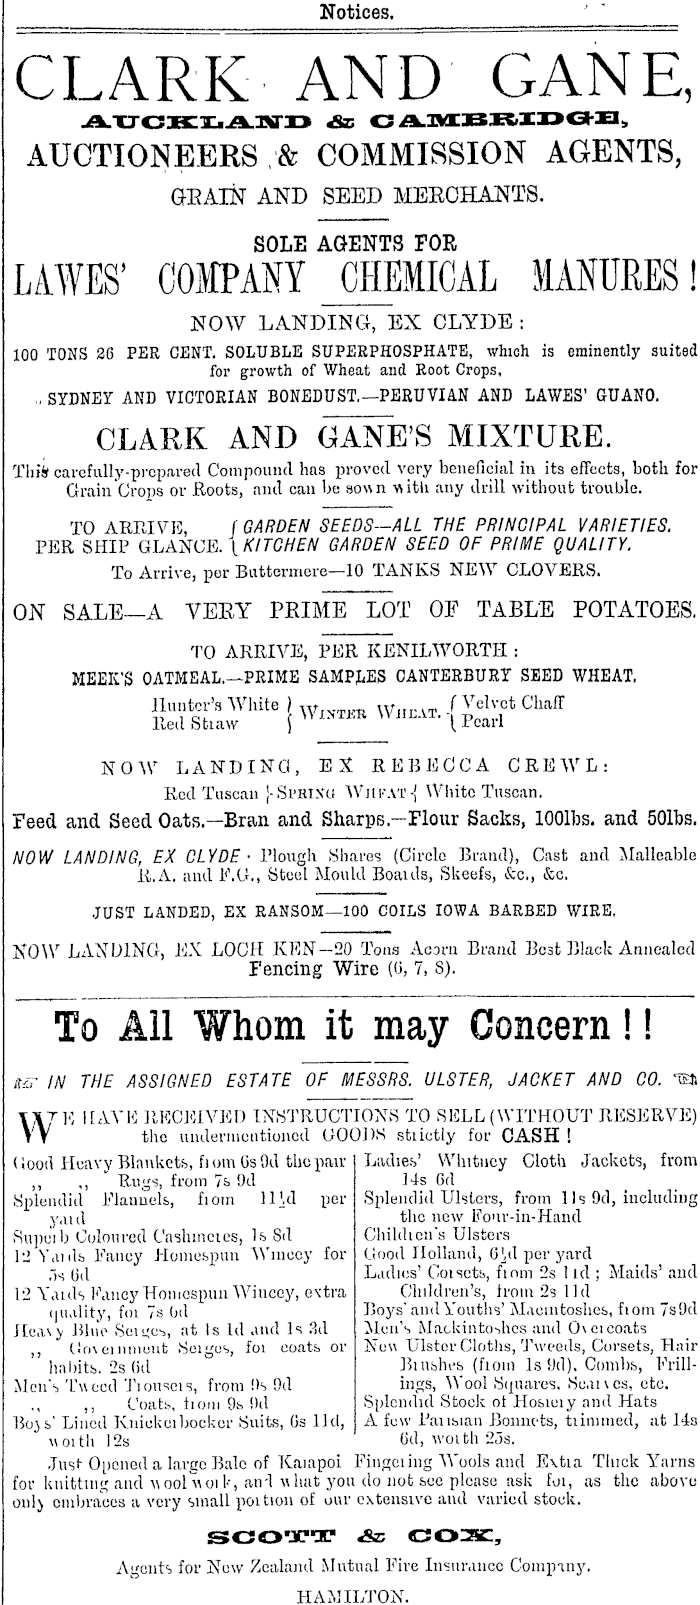 Notices.
CLARK AND GANE,
AUCKLAND & CAMBRIDGE,
AUCTIONEERS & COMMISSION AGENTS,
GRAIN AND SEED MERCHANTS.
SOLE AGENTS FOR
LAWES' COMPANY CHEMICAL MANURES!
NOW LANDING, EX CLYDE:
100 TONS 26 PER CENT. SOLUBLE SUPERPHOSPHATE, which is eminently suited
for growth of Wheat and Root Crops,
SYDNEY AND VICTORIAN BONEDUST.—PERUVIAN AND LAWES' GUANO.
CLARK AND GANE'S MIXTURE.
This carefully-prepared Compound has proved very beneficial in its effects, both for
Grain Crops or Roots, and can be sown with any drill without trouble.
TO ARRIVE, { GARDEN SEEDS—ALL THE PRINCIPAL VARIETIES.
PER SHIP GLANCE. { KITCHEN GARDEN SEED OF PRIME QUALITY.
To Arrive, per Buttermere—10 TANKS NEW CLOVERS.
ON SALE—A VERY PRIME LOT OF TABLE POTATOES.
TO ARRIVE, PER KENILWORTH:
MEEK'S OATMEAL.—PRIME SAMPLES CANTERBURY SEED WHEAT.
Hunter's White } WINTER WHEAT. { Velvet Chaff
Red Straw } { Pearl
NOW LANDING, EX REBECCA CREWL:
Red Tuscan }-SPRING WHEAT-{ White Tuscan.
Feed and Seed Oats.—Bran and Sharps.—Flour Sacks, 100lbs. and 50lbs.
NOW LANDING, EX CLYDE · Plough Shares (Circle Brand), Cast and Malleable
R.A. and F.G., Steel Mould Boards, Skeefs, &c., &c.
JUST LANDED, EX RANSOM—100 COILS IOWA BARBED WIRE.
NOW LANDING, EX LOCH KEN—20 Tons Acorn Brand Best Black Annealed
Fencing Wire (6, 7, 8).
To All Whom it may Concern!!
IN THE ASSIGNED ESTATE OF MESSRS. ULSTER, JACKET AND CO.
WE HAVE RECEIVED INSTRUCTIONS TO SELL (WITHOUT RESERVE)
the undermentioned GOODS strictly for CASH!
Good Heavy Blankets, from 6s 9d the pair
,, ,, Rugs, from 7s 9d
Splendid Flannels, from 11½d per
yard
Superb Coloured Cashmeres, 1s 8d
12 Yards Fancy Homespun Wincey for
5s 6d
12 Yards Fancy Homespun Wincey, extra
quality, for 7s 6d
Heavy Blue Serges, at 1s 1d and 1s 3d
,, Government Serges, for coats or
habits. 2s 6d
Men's Tweed Trousers, from 9s 9d
,, ,, Coats, from 9s 9d
Boys' Lined Knickerbocker Suits, 6s 11d,
worth 12s
Ladies' Whitney Cloth Jackets, from
14s 6d
Splendid Ulsters, from 11s 9d, including
the new Four-in-Hand
Children's Ulsters
Good Holland, 6½d per yard
Ladies' Corsets, from 2s 11d; Maids' and
Children's, from 2s 11d
Boys' and Youths' Macintoshes, from 7s 9d
Men's Mackintoshes and Overcoats
New Ulster Cloths, Tweeds, Corsets, Hair
Brushes (from 1s 9d), Combs, Frill-
ings, Wool Squares, Scarves, etc.
Splendid Stock of Hosiery and Hats
A few Parisian Bonnets, trimmed, at 14s
6d, worth 25s.
Just Opened a large Bale of Kaiapoi Fingering Wools and Extra Thick Yarns
for knitting and woolwork, and what you do not see please ask for, as the above
only embraces a very small portion of our extensive and varied stock.
SCOTT & COX,
Agents for New Zealand Mutual Fire Insurance Company,
HAMILTON.